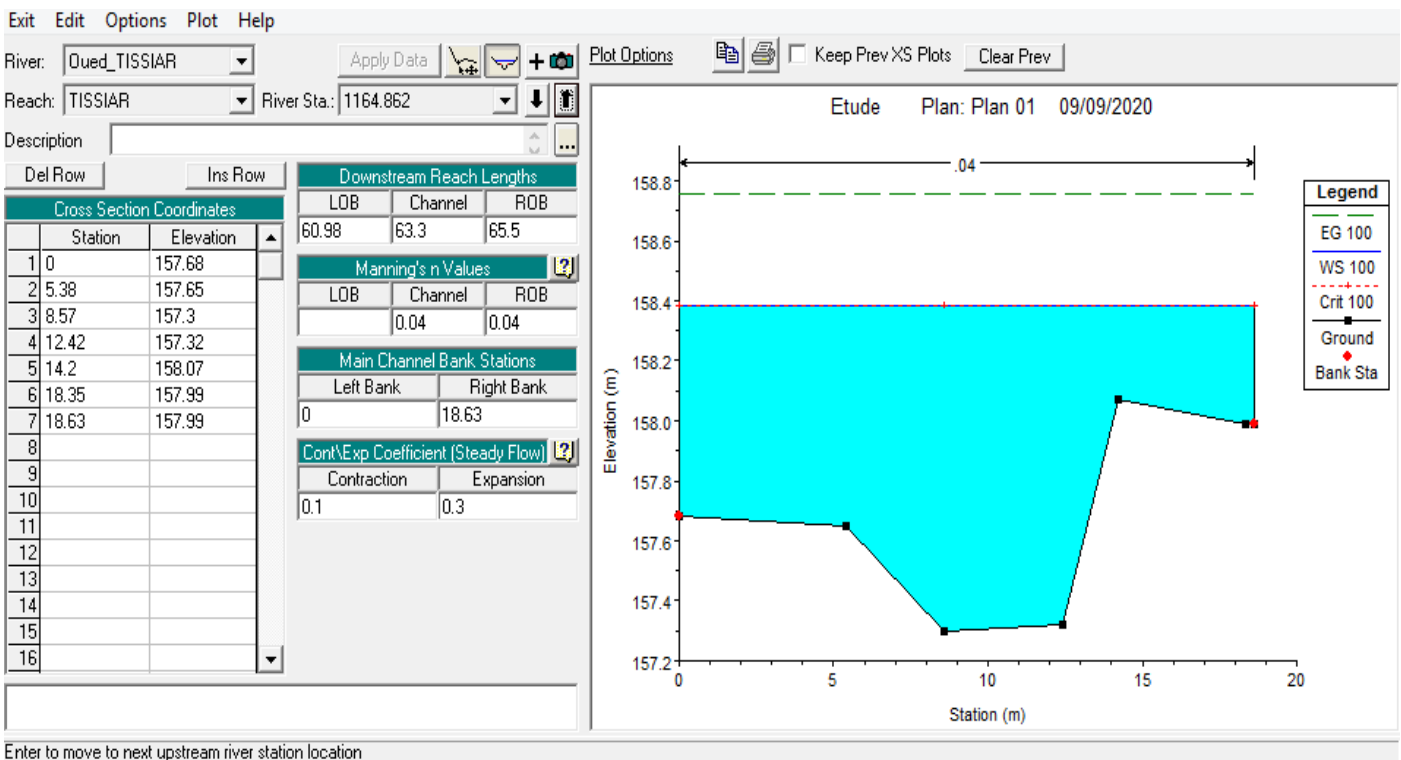 Exit Edit Options Plot Help
River: Oued_TISSIAR Apply Data + Plot Options Keep Prev XS Plots Clear Prev
Reach: TISSIAR River Sta.: 1164.862
Description ...
Del Row Ins Row
Cross Section Coordinates
Station Elevation
1 0 157.68
2 5.38 157.65
3 8.57 157.3
4 12.42 157.32
5 14.2 158.07
6 18.35 157.99
7 18.63 157.99
8
9
10
11
12
13
14
15
16
Downstream Reach Lengths
LOB Channel ROB
60.98 63.3 65.5
Manning's n Values ?
LOB Channel ROB
0.04 0.04
Main Channel Bank Stations
Left Bank Right Bank
0 18.63
Cont\Exp Coefficient (Steady Flow) ?
Contraction Expansion
0.1 0.3
Etude Plan: Plan 01 09/09/2020
.04
158.8
158.6
158.4
158.2
158.0
157.8
157.6
157.4
157.2
Elevation (m)
0 5 10 15 20
Station (m)
Legend
EG 100
WS 100
Crit 100
Ground
Bank Sta
Enter to move to next upstream river station location